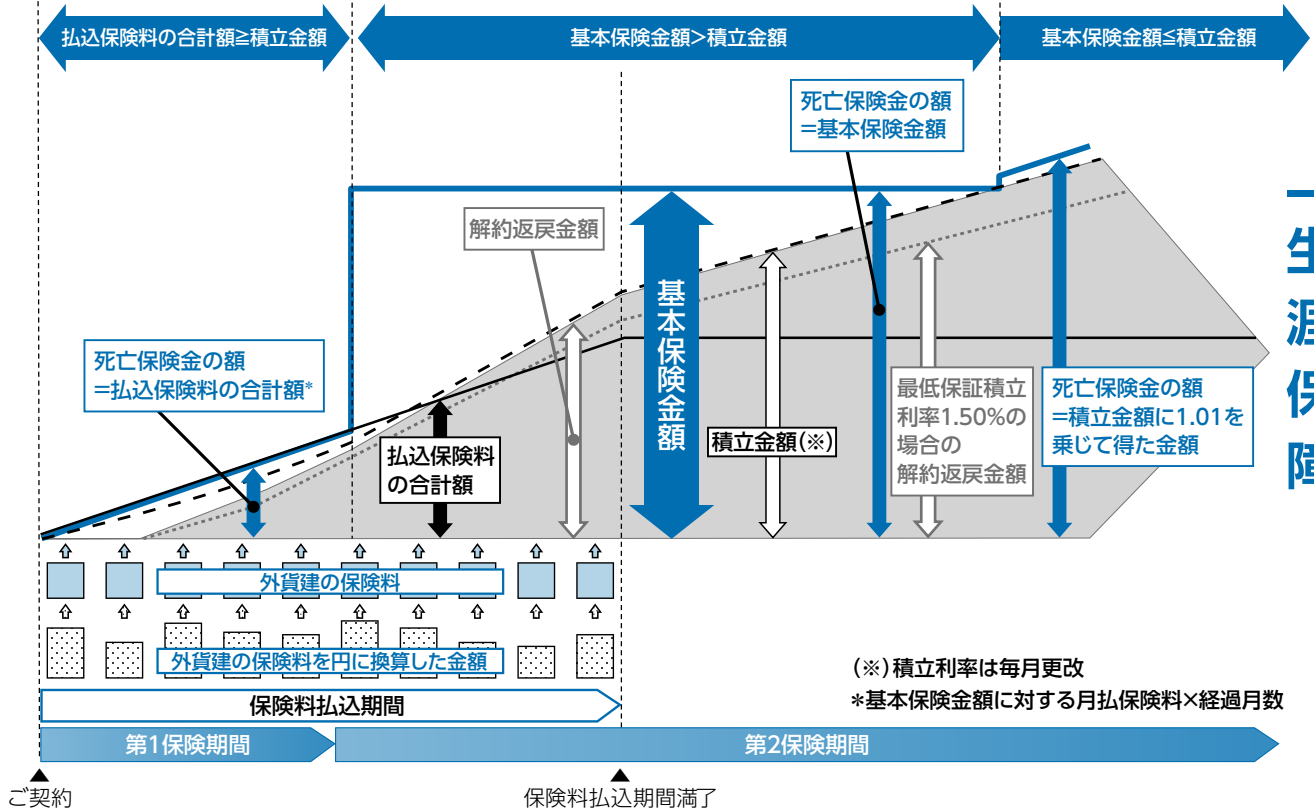 払込保険料の合計額≧積立金額
基本保険金額>積立金額
基本保険金額≦積立金額
死亡保険金の額
=基本保険金額
解約返戻金額
基本保険金額
死亡保険金の額
=払込保険料の合計額*
払込保険料
の合計額
積立金額(※)
最低保証積立
利率1.50%の
場合の
解約返戻金額
死亡保険金の額
=積立金額に1.01を
乗じて得た金額
生涯保障
外貨建の保険料
外貨建の保険料を円に換算した金額
(※)積立利率は毎月更改
*基本保険金額に対する月払保険料×経過月数
保険料払込期間
第1保険期間
第2保険期間
ご契約
保険料払込期間満了